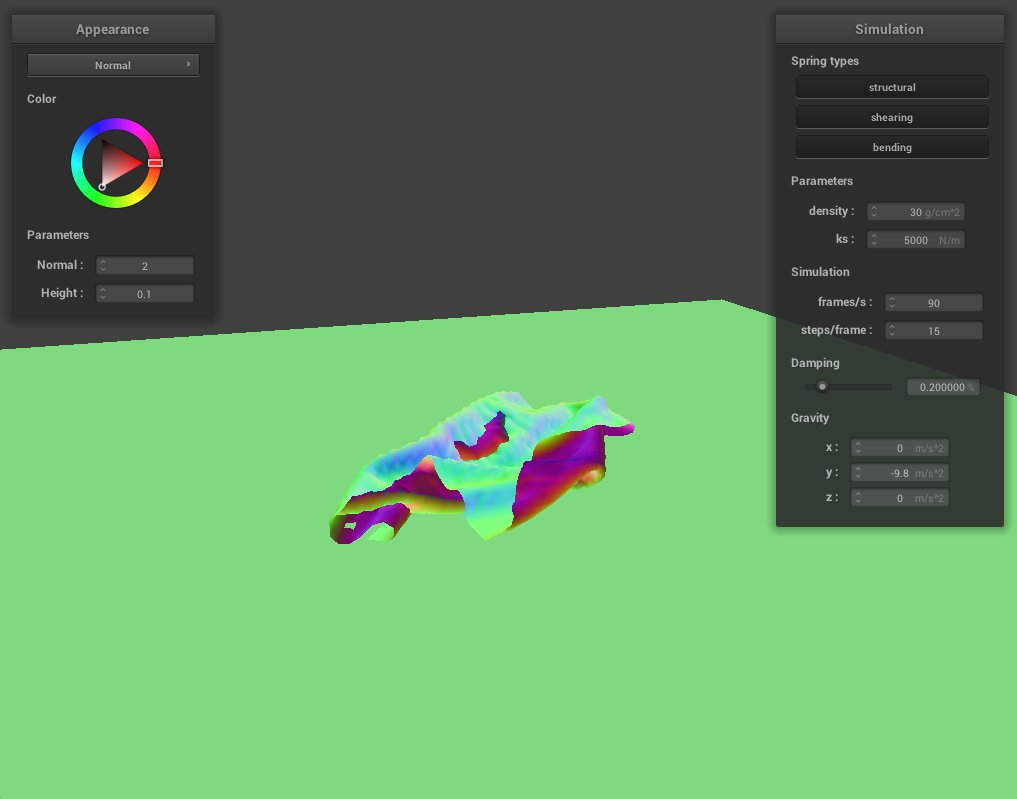 Appearance
Normal
Color
Parameters
Normal : 2
Height : 0.1
Simulation
Spring types
structural
shearing
bending
Parameters
density : 30 g/cm^2
ks : 5000 N/m
Simulation
frames/s : 90
steps/frame : 15
Damping
0.200000 %
Gravity
x : 0 m/s^2
y : -9.8 m/s^2
z : 0 m/s^2